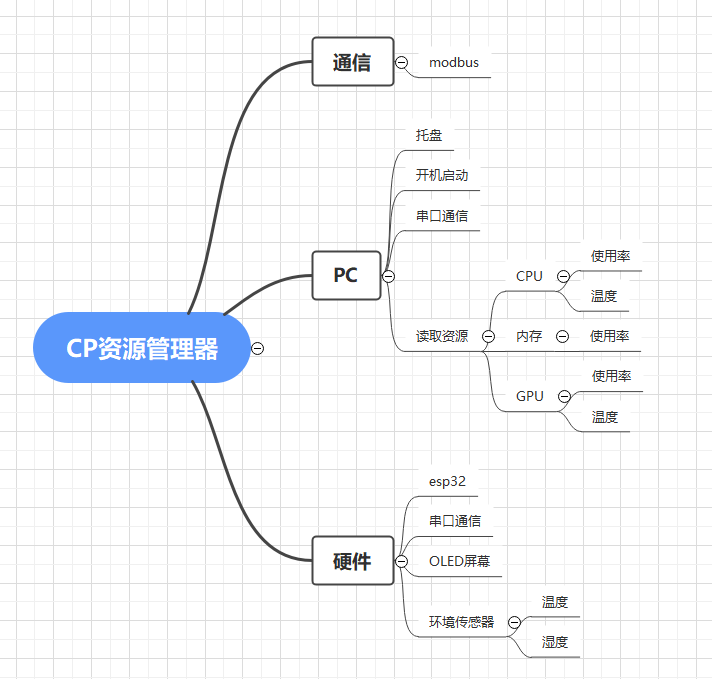 CP资源管理器
通信
modbus
PC
托盘
开机启动
串口通信
读取资源
CPU
使用率
温度
内存
使用率
GPU
使用率
温度
硬件
esp32
串口通信
OLED屏幕
环境传感器
温度
湿度